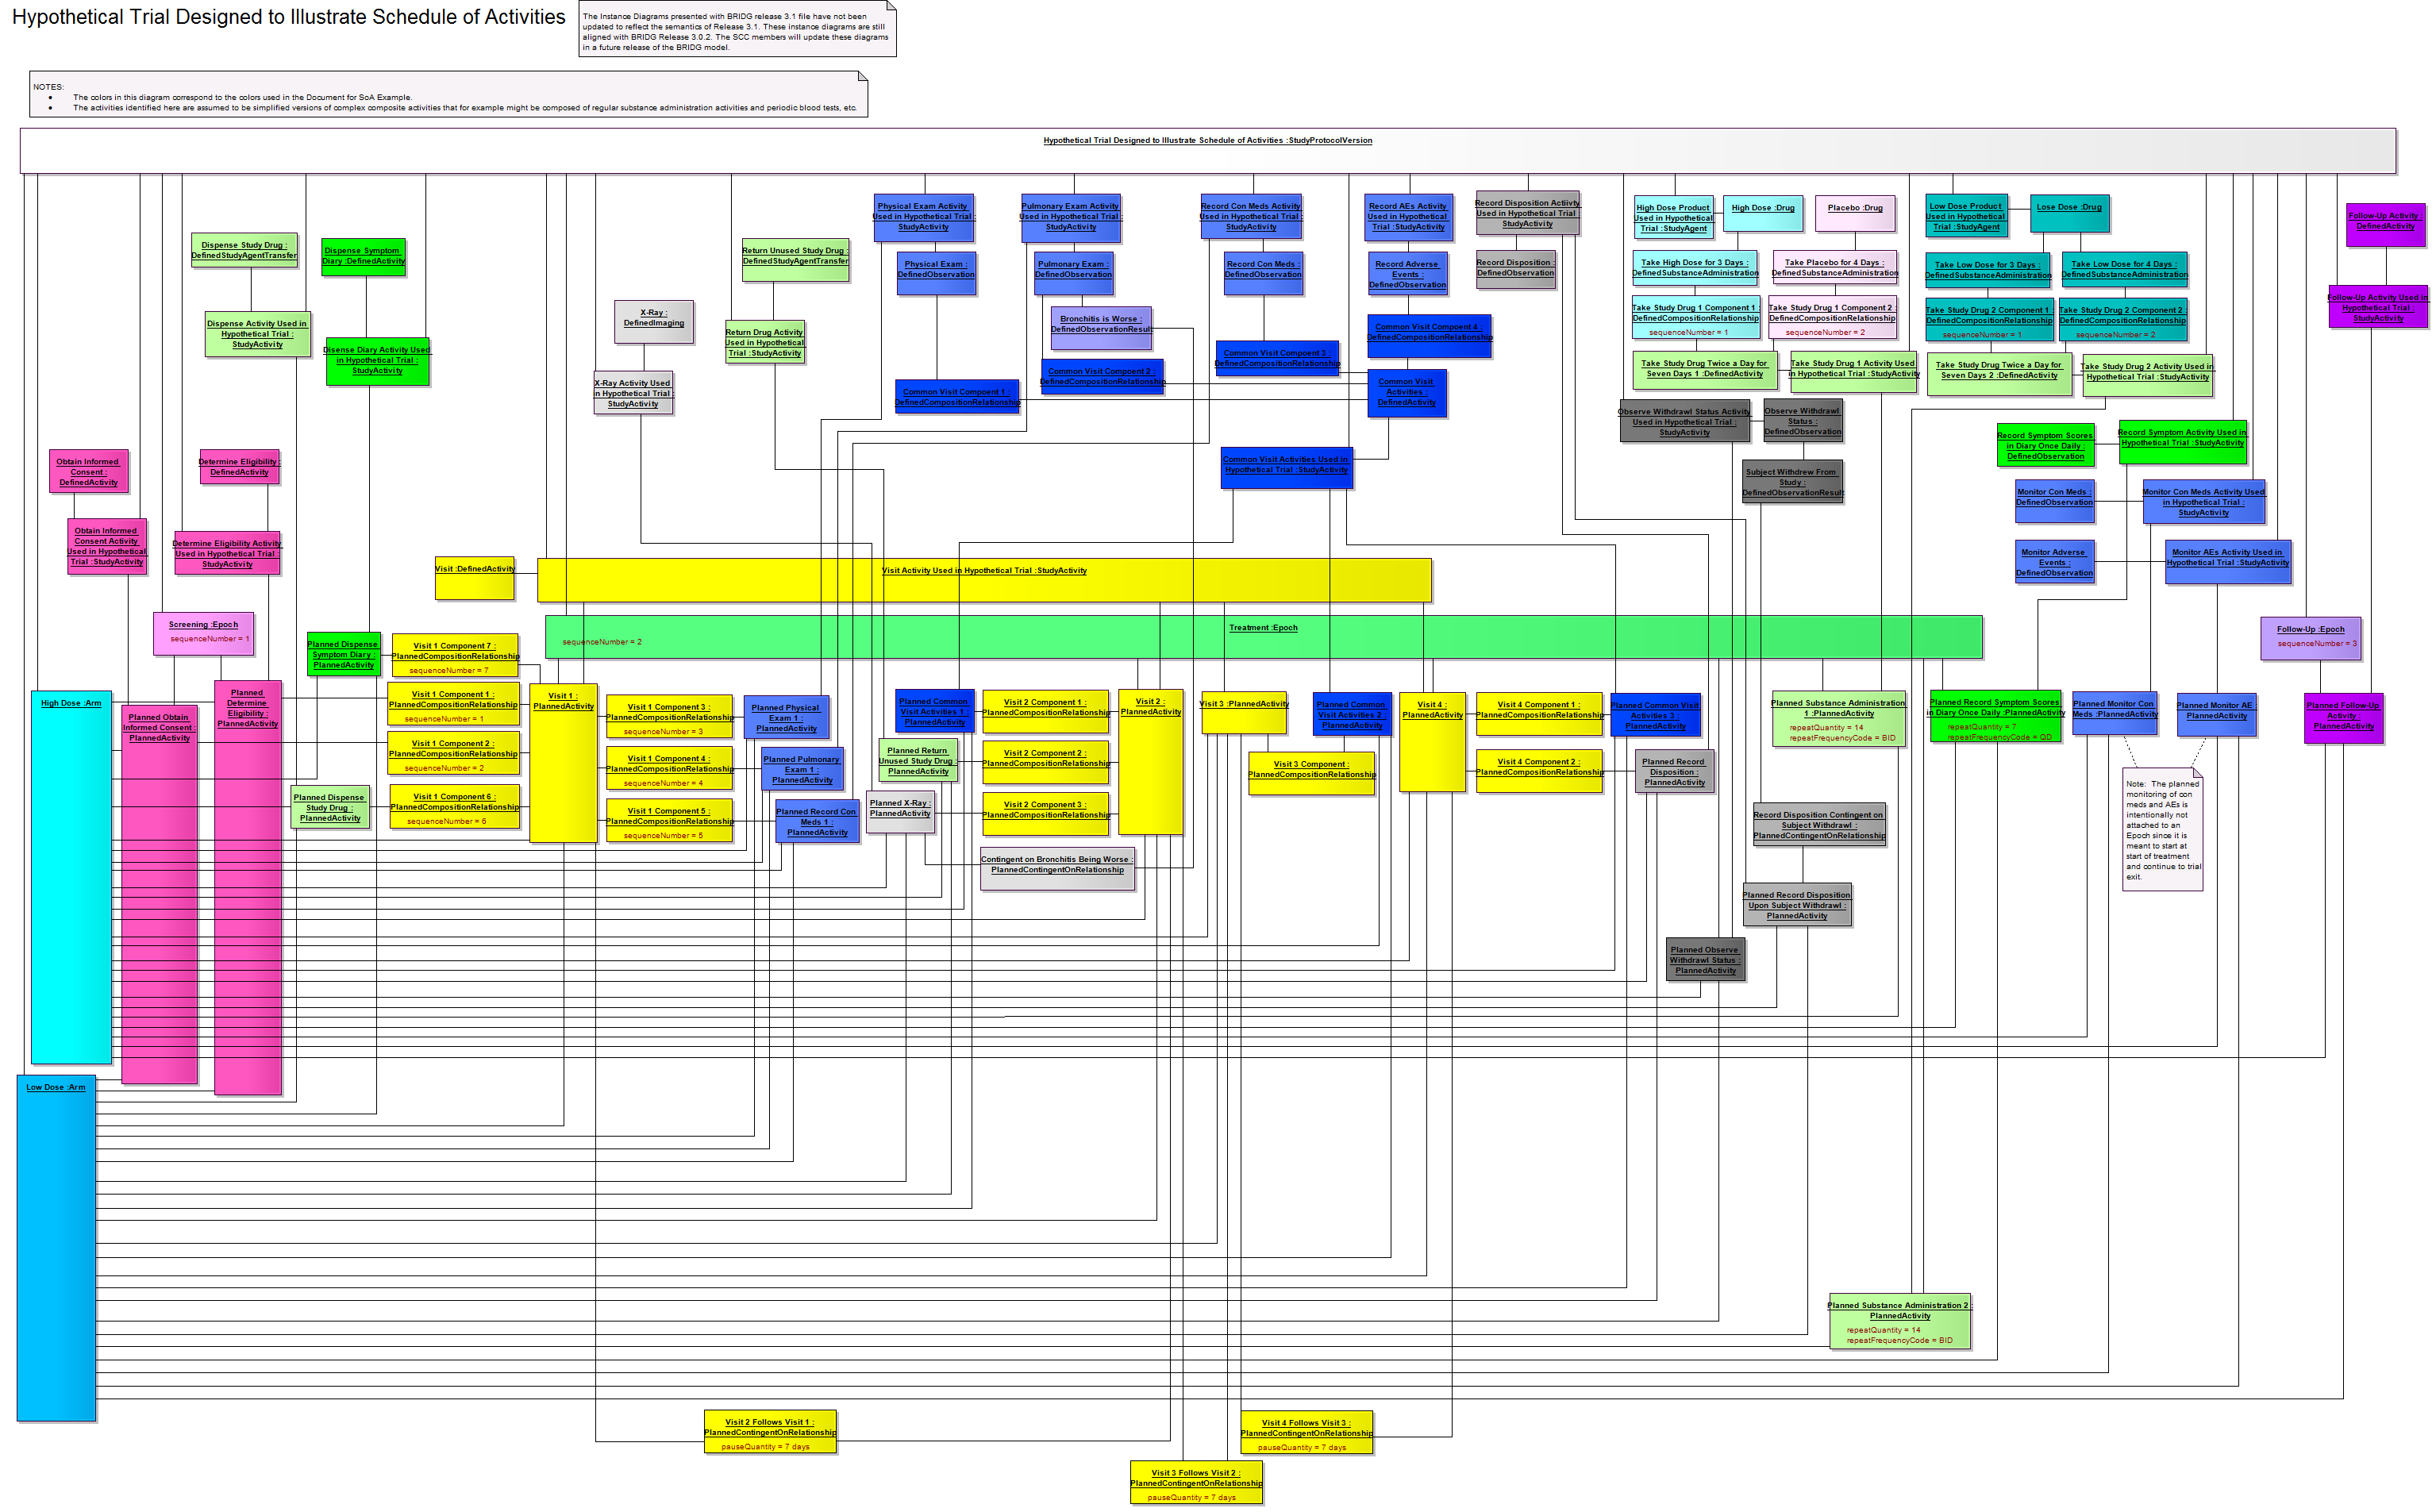 Hypothetical Trial Designed to Illustrate Schedule of Activities
The Instance Diagrams presented with BRIDG release 3.1 file have not been
updated to reflect the semantics of Release 3.1. These instance diagrams are still
aligned with BRIDG Release 3.0.2. The SCC members will update these diagrams
in a future release of the BRIDG model.
NOTES:
• The colors in this diagram correspond to the colors used in the Document for SoA Example.
• The activities identified here are assumed to be simplified versions of complex composite activities that for example might be composed of regular substance administration activities and periodic blood tests, etc.
Hypothetical Trial Designed to Illustrate Schedule of Activities :StudyProtocolVersion
Physical Exam Activity
Used in Hypothetical Trial :
StudyActivity
Pulmonary Exam Activity
Used in Hypothetical Trial :
StudyActivity
Record Con Meds Activity
Used in Hypothetical Trial :
StudyActivity
Record AEs Activity
Used in Hypothetical
Trial :StudyActivity
Record Disposition Activity
Used in Hypothetical Trial :
StudyActivity
High Dose Product
Used in Hypothetical
Trial :StudyAgent
High Dose :Drug
Placebo :Drug
Low Dose Product
Used in Hypothetical
Trial :StudyAgent
Lose Dose :Drug
Follow-Up Activity :
DefinedActivity
Dispense Study Drug :
DefinedStudyAgentTransfer
Dispense Symptom
Diary :DefinedActivity
Return Unused Study Drug :
DefinedStudyAgentTransfer
Physical Exam :
DefinedObservation
Pulmonary Exam :
DefinedObservation
Record Con Meds :
DefinedObservation
Record Adverse
Events :
DefinedObservation
Record Disposition :
DefinedObservation
Take High Dose for 3 Days :
DefinedSubstanceAdministration
Take Placebo for 4 Days :
DefinedSubstanceAdministration
Take Low Dose for 3 Days :
DefinedSubstanceAdministration
Take Low Dose for 4 Days :
DefinedSubstanceAdministration
Follow-Up Activity Used in
Hypothetical Trial :
StudyActivity
X-Ray :
DefinedImaging
Dispense Activity Used in
Hypothetical Trial :
StudyActivity
Return Drug Activity
Used in Hypothetical
Trial :StudyActivity
Bronchitis is Worse :
DefinedObservationResult
Common Visit Compoent 4 :
DefinedCompositionRelationship
Take Study Drug 1 Component 1 :
DefinedCompositionRelationship
sequenceNumber = 1
Take Study Drug 1 Component 2 :
DefinedCompositionRelationship
sequenceNumber = 2
Take Study Drug 2 Component 1 :
DefinedCompositionRelationship
sequenceNumber = 1
Take Study Drug 2 Component 2 :
DefinedCompositionRelationship
sequenceNumber = 2
Disense Diary Activity Used
in Hypothetical Trial :
StudyActivity
X-Ray Activity Used
in Hypothetical Trial :
StudyActivity
Common Visit Compoent 3 :
DefinedCompositionRelationship
Common Visit Compoent 2 :
DefinedCompositionRelationship
Common Visit Compoent 1 :
DefinedCompositionRelationship
Common Visit
Activities :
DefinedActivity
Take Study Drug Twice a Day for
Seven Days 1 :DefinedActivity
Take Study Drug 1 Activity Used
in Hypothetical Trial :StudyActivity
Take Study Drug Twice a Day for
Seven Days 2 :DefinedActivity
Take Study Drug 2 Activity Used in
Hypothetical Trial :StudyActivity
Observe Withdrawl Status Activity
Used in Hypothetical Trial :
StudyActivity
Observe Withdrawl
Status :
DefinedObservation
Record Symptom Scores
in Diary Once Daily :
DefinedObservation
Record Symptom Activity Used in
Hypothetical Trial :StudyActivity
Obtain Informed
Consent :
DefinedActivity
Determine Eligibility :
DefinedActivity
Common Visit Activities Used in
Hypothetical Trial :StudyActivity
Subject Withdrew From
Study :
DefinedObservationResult
Monitor Con Meds :
DefinedObservation
Monitor Con Meds Activity Used
in Hypothetical Trial :
StudyActivity
Obtain Informed
Consent Activity
Used in Hypothetical
Trial :StudyActivity
Determine Eligibility Activity
Used in Hypothetical Trial :
StudyActivity
Monitor Adverse
Events :
DefinedObservation
Monitor AEs Activity Used in
Hypothetical Trial :StudyActivity
Visit :DefinedActivity
Visit Activity Used in Hypothetical Trial :StudyActivity
Screening :Epoch
sequenceNumber = 1
Treatment :Epoch
sequenceNumber = 2
Follow-Up :Epoch
sequenceNumber = 3
Planned Dispense
Symptom Diary :
PlannedActivity
Visit 1 Component 7 :
PlannedCompositionRelationship
sequenceNumber = 7
High Dose :Arm
Planned Obtain
Informed Consent :
PlannedActivity
Planned
Determine
Eligibility :
PlannedActivity
Visit 1 Component 1 :
PlannedCompositionRelationship
sequenceNumber = 1
Visit 1 Component 2 :
PlannedCompositionRelationship
sequenceNumber = 2
Planned Dispense
Study Drug :
PlannedActivity
Visit 1 Component 6 :
PlannedCompositionRelationship
sequenceNumber = 6
Visit 1 :
PlannedActivity
Visit 1 Component 3 :
PlannedCompositionRelationship
sequenceNumber = 3
Visit 1 Component 4 :
PlannedCompositionRelationship
sequenceNumber = 4
Visit 1 Component 5 :
PlannedCompositionRelationship
sequenceNumber = 5
Planned Physical
Exam 1 :
PlannedActivity
Planned Pulmonary
Exam 1 :
PlannedActivity
Planned Record Con
Meds 1 :
PlannedActivity
Planned Common
Visit Activities 1 :
PlannedActivity
Planned Return
Unused Study Drug :
PlannedActivity
Planned X-Ray :
PlannedActivity
Visit 2 Component 1 :
PlannedCompositionRelationship
Visit 2 Component 2 :
PlannedCompositionRelationship
Visit 2 Component 3 :
PlannedCompositionRelationship
Contingent on Bronchitis Being Worse :
PlannedContingentOnRelationship
Visit 2 :
PlannedActivity
Visit 3 :PlannedActivity
Visit 3 Component :
PlannedCompositionRelationship
Planned Common
Visit Activities 2 :
PlannedActivity
Visit 4 :
PlannedActivity
Visit 4 Component 1 :
PlannedCompositionRelationship
Visit 4 Component 2 :
PlannedCompositionRelationship
Planned Common Visit
Activities 3 :
PlannedActivity
Planned Record
Disposition :
PlannedActivity
Planned Substance Administration
1 :PlannedActivity
repeatQuantity = 14
repeatFrequencyCode = BID
Planned Record Symptom Scores
in Diary Once Daily :PlannedActivity
repeatQuantity = 7
repeatFrequencyCode = QD
Planned Monitor Con
Meds :PlannedActivity
Planned Monitor AE :
PlannedActivity
Planned Follow-Up
Activity :
PlannedActivity
Note: The planned
monitoring of con
meds and AEs is
intentionally not
attached to an
Epoch since it is
meant to start at
start of treatment
and continue to trial
exit.
Record Disposition Contingent on
Subject Withdrawl :
PlannedContingentOnRelationship
Planned Record Disposition
Upon Subject Withdrawl :
PlannedActivity
Planned Observe
Withdrawl Status :
PlannedActivity
Low Dose :Arm
Planned Substance Administration 2 :
PlannedActivity
repeatQuantity = 14
repeatFrequencyCode = BID
Visit 2 Follows Visit 1 :
PlannedContingentOnRelationship
pauseQuantity = 7 days
Visit 4 Follows Visit 3 :
PlannedContingentOnRelationship
pauseQuantity = 7 days
Visit 3 Follows Visit 2 :
PlannedContingentOnRelationship
pauseQuantity = 7 days